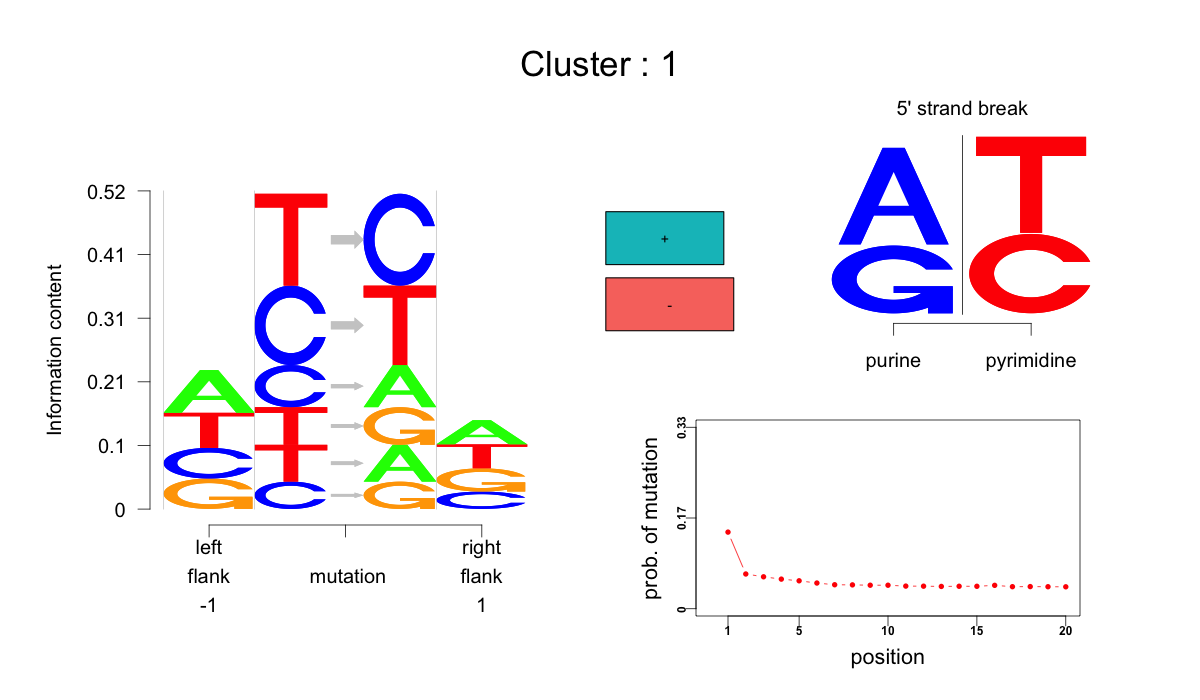 Cluster : 1
5' strand break
A T
G C
purine pyrimidine
+
-
Information content
0.52
0.41
0.31
0.21
0.1
0
A
T
C
G
T C
C T
C A
T G
T A
C G
A
T
G
C
left
flank
-1
mutation
right
flank
1
prob. of mutation
0.33
0.17
0
1 5 10 15 20
position